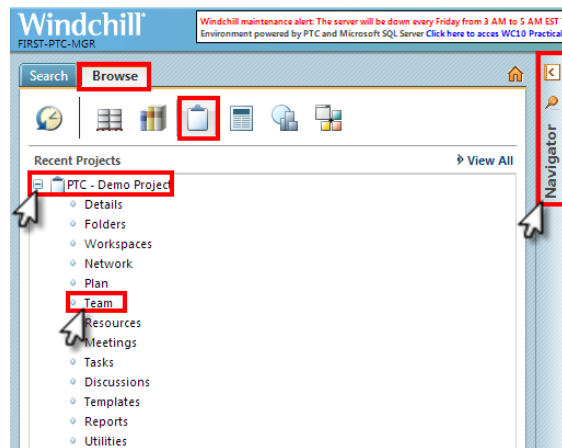 Windchill
FIRST-PTC-MGR
Windchill maintenance alert: The server will be down every Friday from 3 AM to 5 AM EST
Environment powered by PTC and Microsoft SQL Server Click here to acces WC10 Practical
Search Browse
Recent Projects View All
PTC - Demo Project
Details
Folders
Workspaces
Network
Plan
Team
Resources
Meetings
Tasks
Discussions
Templates
Reports
Utilities
Navigator